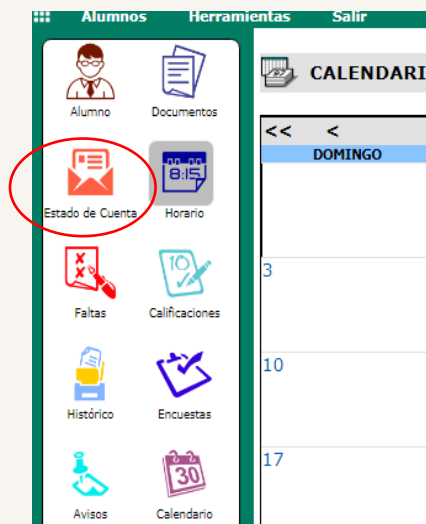 Alumnos Herramientas Salir
Alumno Documentos
8:15
Estado de Cuenta Horario
10
Faltas Calificaciones
Histórico Encuestas
30
Avisos Calendario
CALENDARI
<< <
DOMINGO
3
10
17